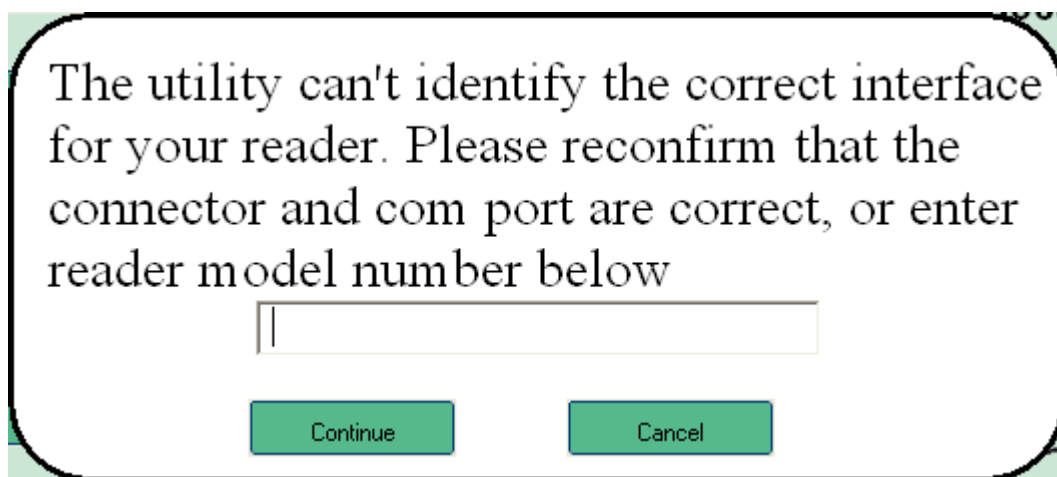 The utility can't identify the correct interface
for your reader. Please reconfirm that the
connector and com port are correct, or enter
reader model number below
Continue Cancel